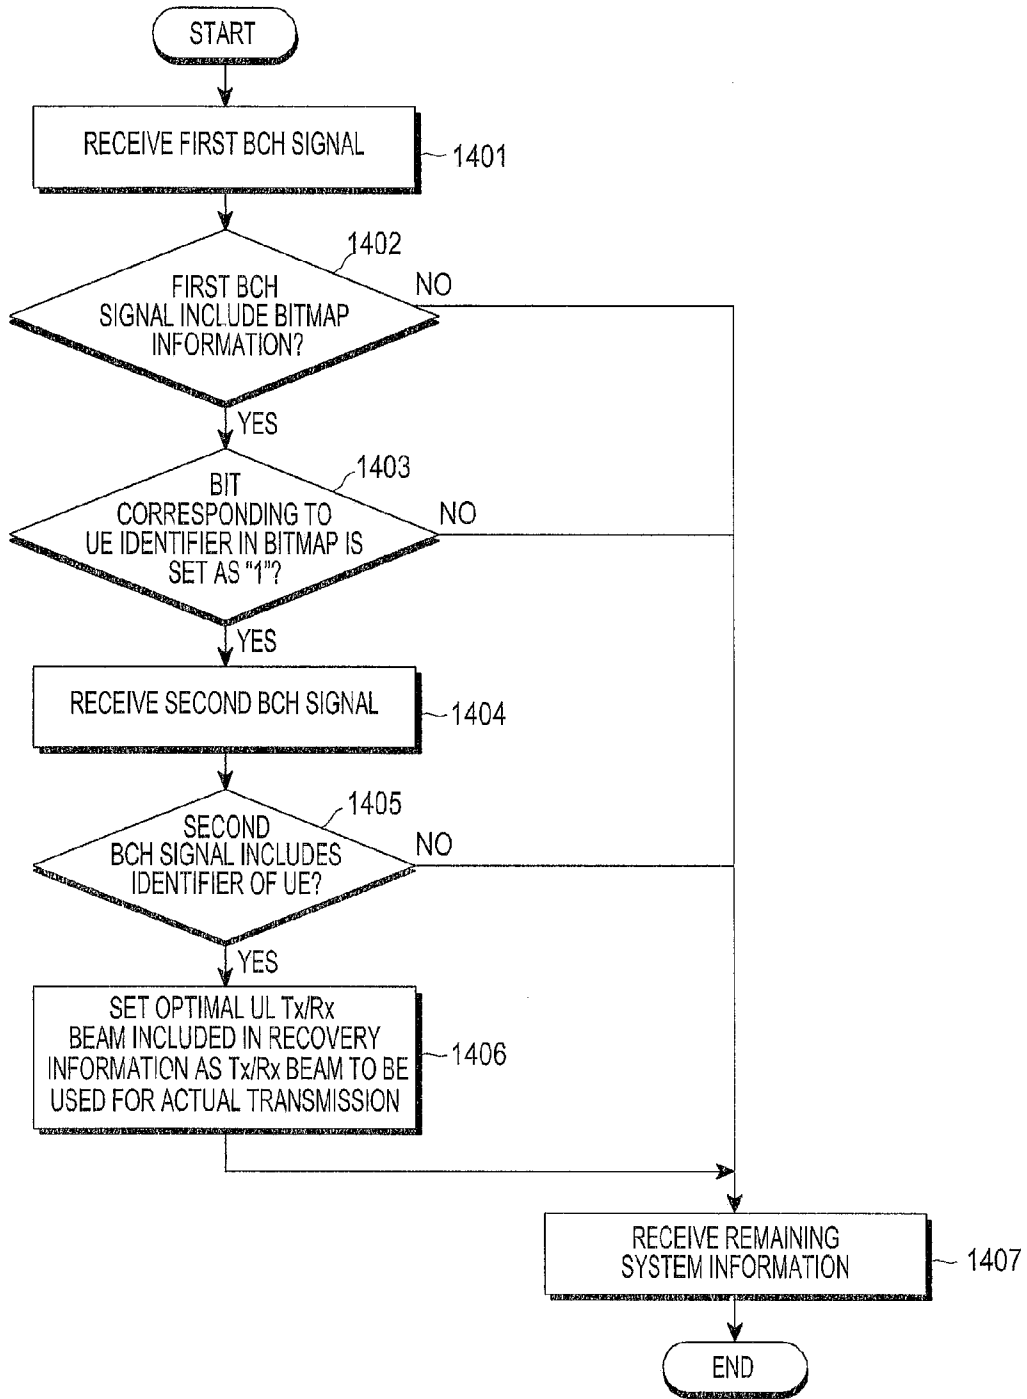 START
RECEIVE FIRST BCH SIGNAL
1401
1402
FIRST BCH
SIGNAL INCLUDE BITMAP
INFORMATION?
NO
YES
1403
BIT
CORRESPONDING TO
UE IDENTIFIER IN BITMAP IS
SET AS "1"?
NO
YES
RECEIVE SECOND BCH SIGNAL
1404
1405
SECOND
BCH SIGNAL INCLUDES
IDENTIFIER OF UE?
NO
YES
SET OPTIMAL UL Tx/Rx
BEAM INCLUDED IN RECOVERY
INFORMATION AS Tx/Rx BEAM TO BE
USED FOR ACTUAL TRANSMISSION
1406
RECEIVE REMAINING
SYSTEM INFORMATION
1407
END